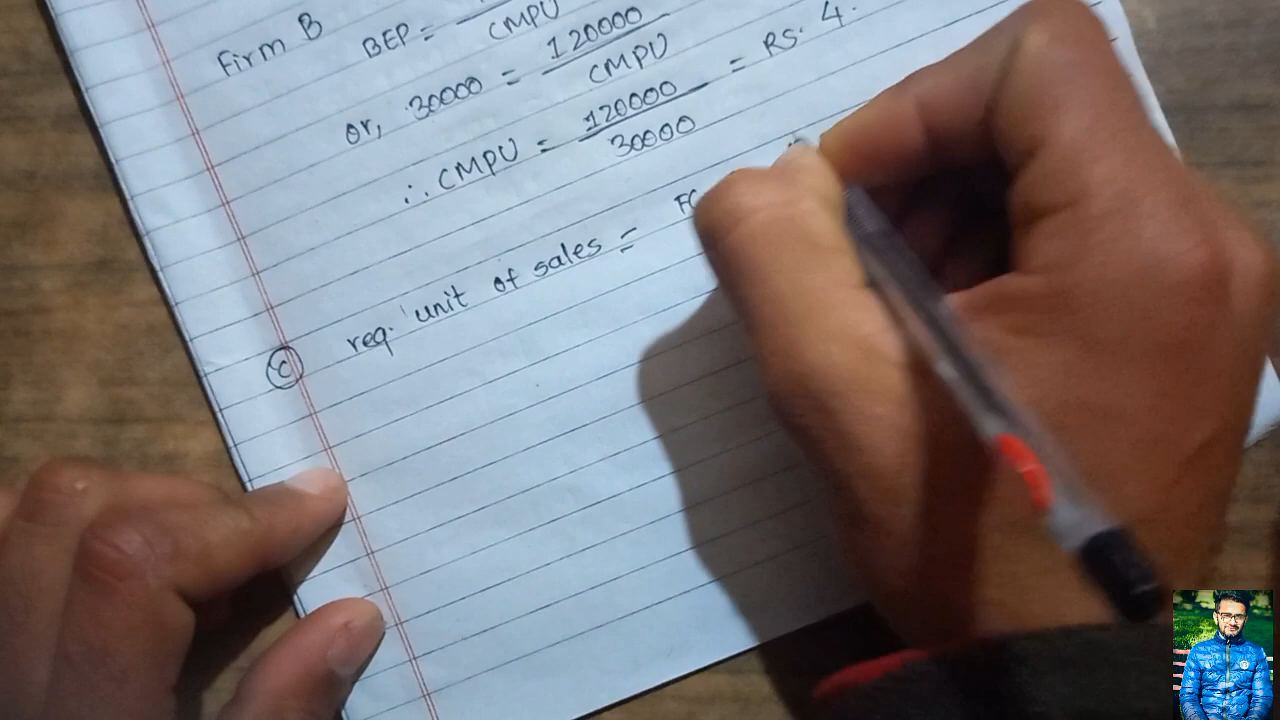 Firm B
BEP = CMPU
or, 30000 = 120000 / CMPU
∴ CMPU = 120000 / 30000 = RS. 4.
(c) req. unit of sales = FC